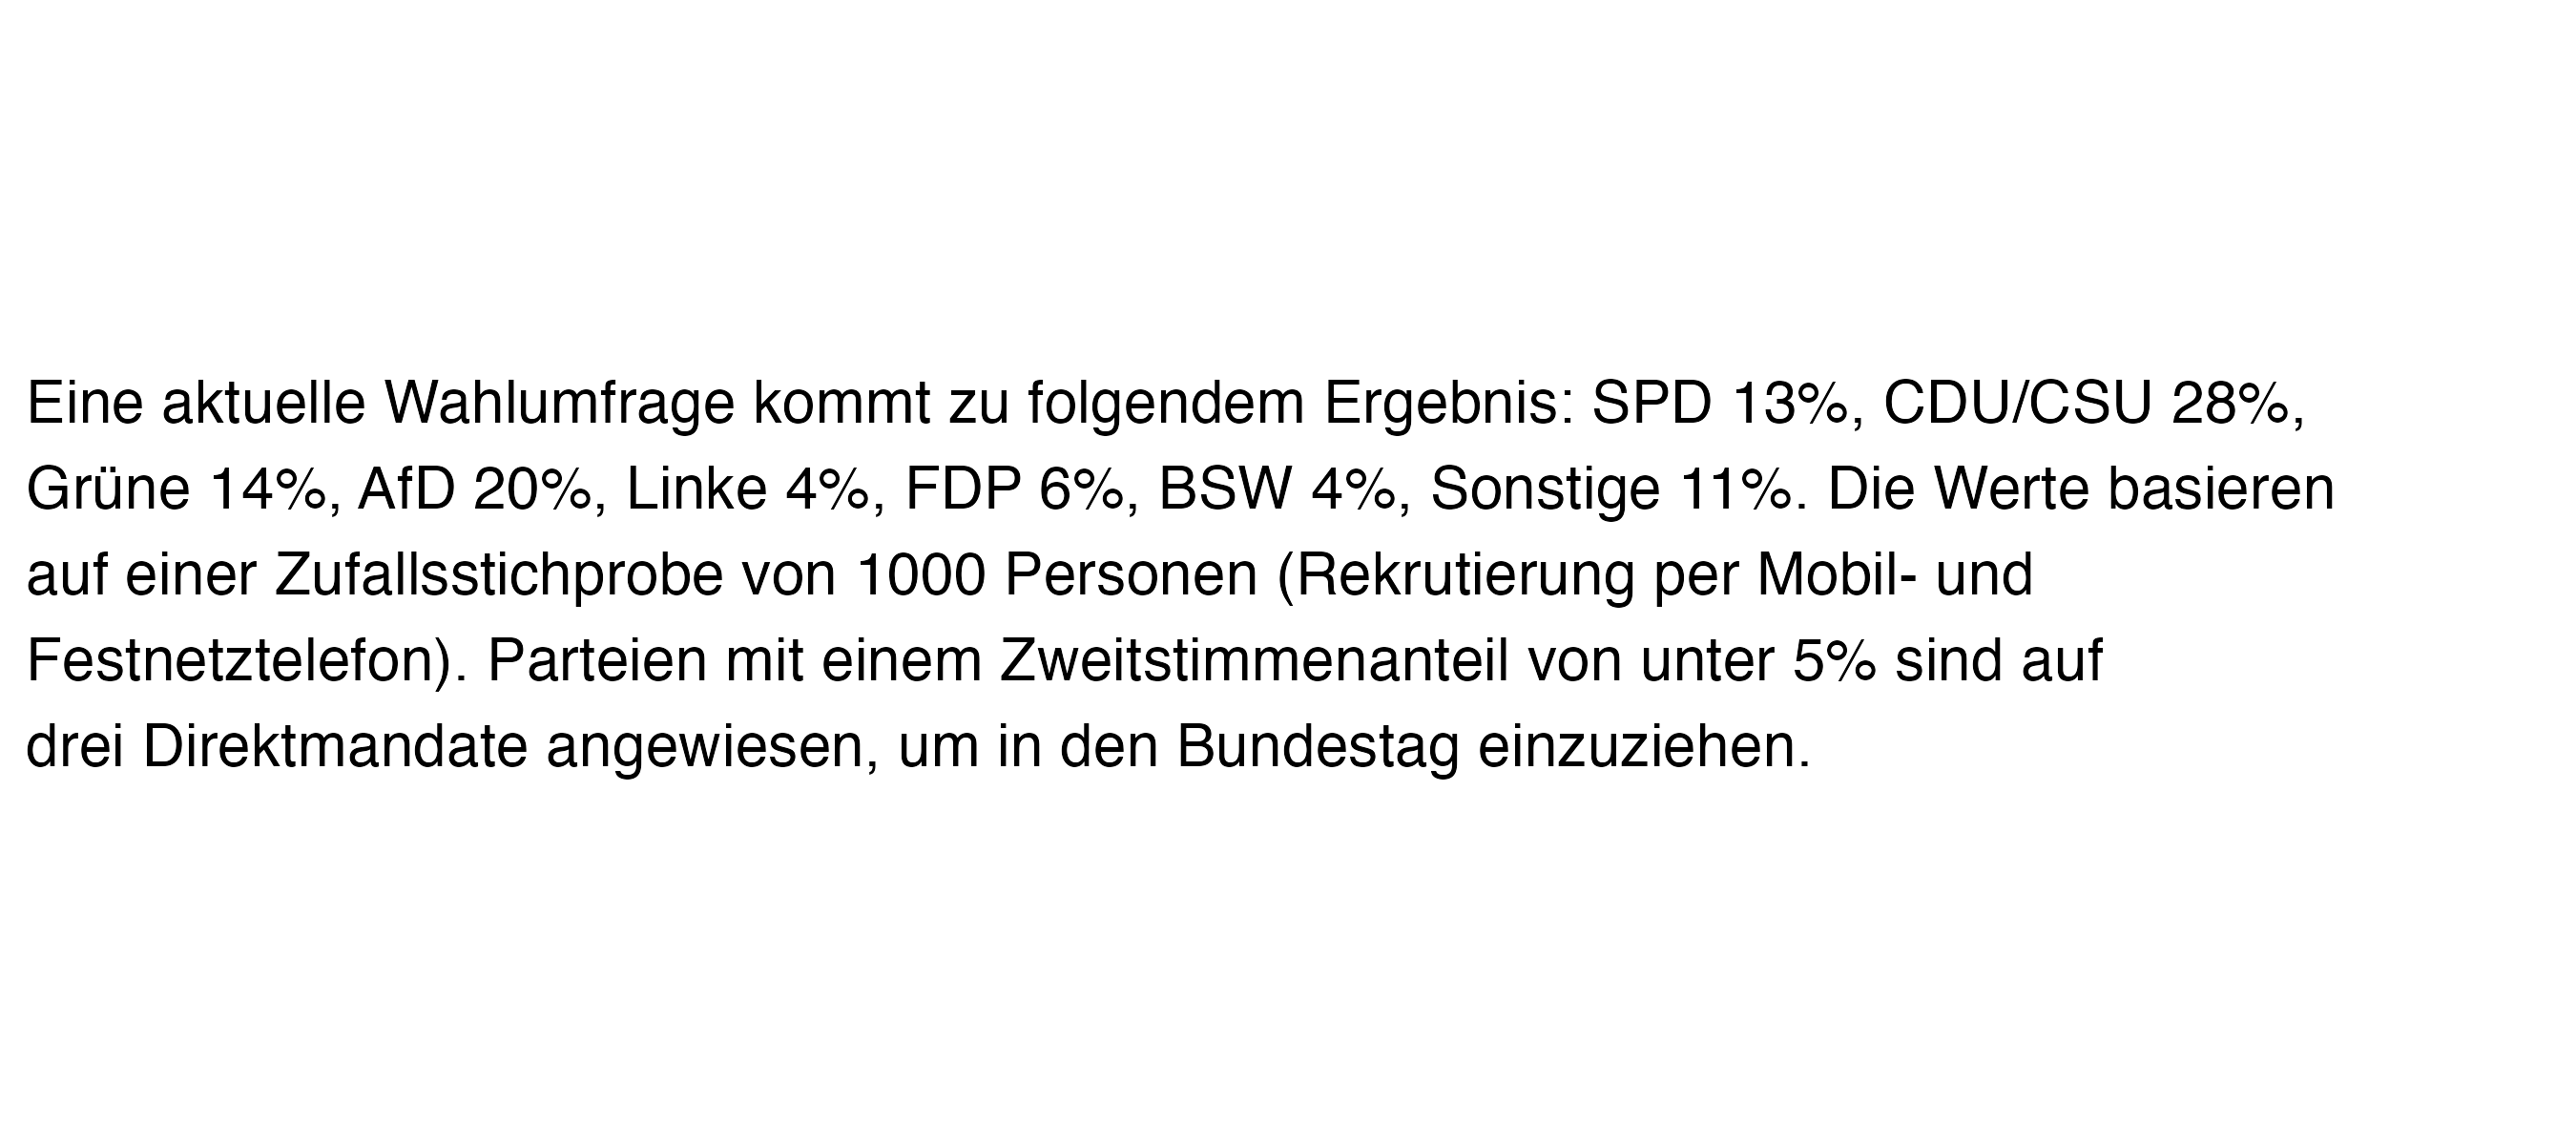 Eine aktuelle Wahlumfrage kommt zu folgendem Ergebnis: SPD 13%, CDU/CSU 28%,
Grüne 14%, AfD 20%, Linke 4%, FDP 6%, BSW 4%, Sonstige 11%. Die Werte basieren
auf einer Zufallsstichprobe von 1000 Personen (Rekrutierung per Mobil- und
Festnetztelefon). Parteien mit einem Zweitstimmenanteil von unter 5% sind auf
drei Direktmandate angewiesen, um in den Bundestag einzuziehen.